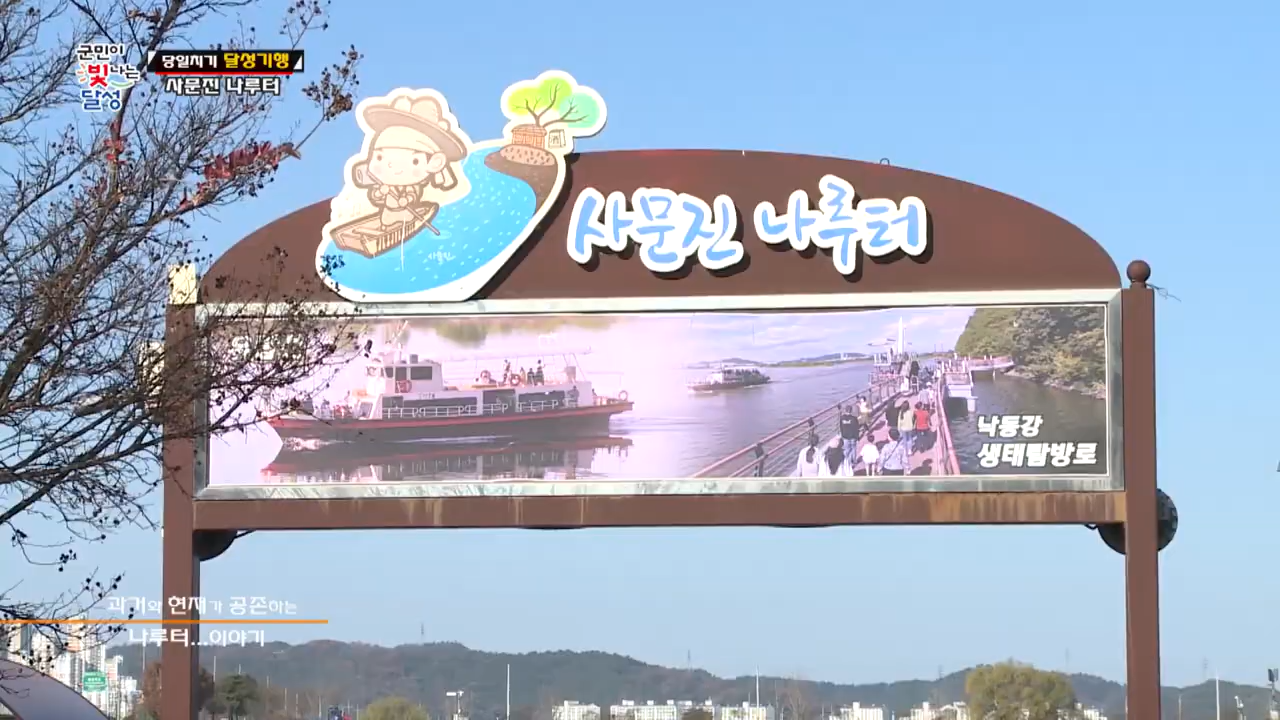 군민이
빛나는
달성
당일치기 달성기행
사문진 나루터
사문진 나루터
낙동강
생태탐방로
과거와 현재가 공존하는
나루터...이야기